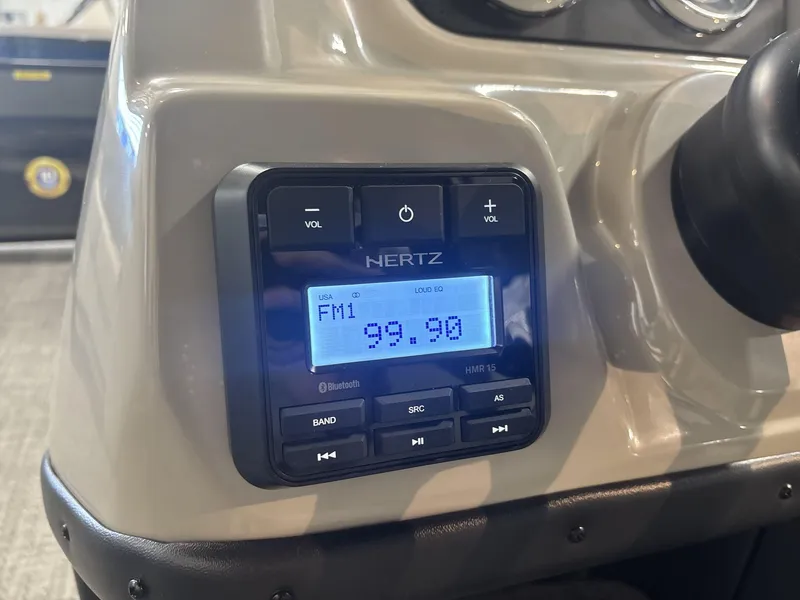 − VOL
+ VOL
HERTZ
USA LOUD EQ
FM1
99.90
Bluetooth
HMR 15
BAND SRC AS